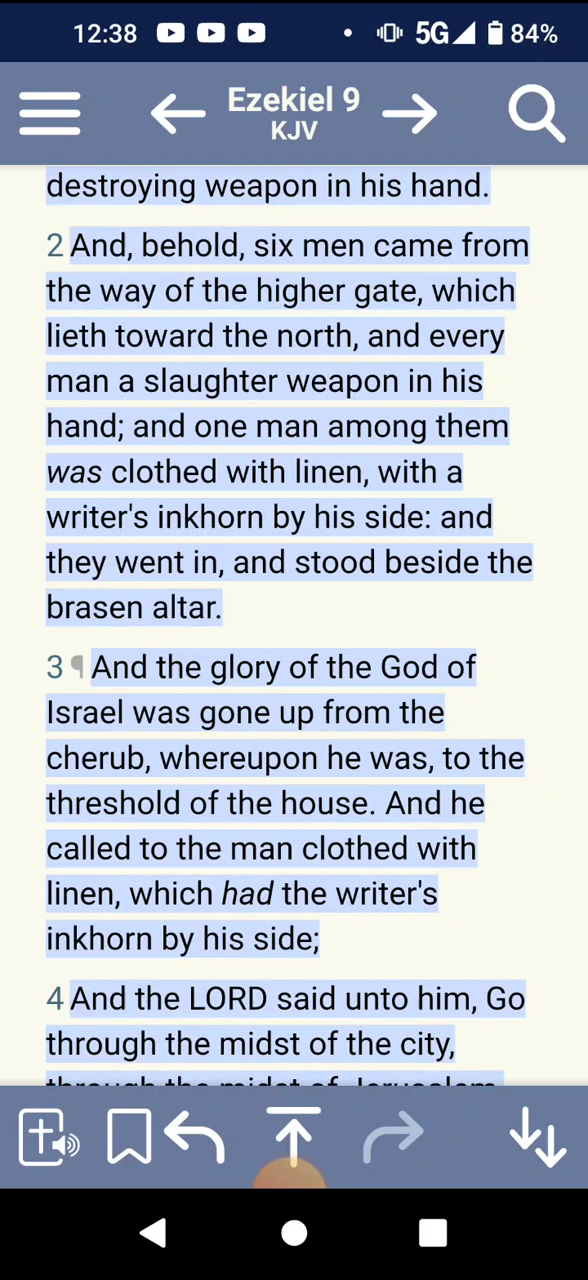 12:38 5G 84%
Ezekiel 9
KJV
destroying weapon in his hand.
2 And, behold, six men came from
the way of the higher gate, which
lieth toward the north, and every
man a slaughter weapon in his
hand; and one man among them
was clothed with linen, with a
writer's inkhorn by his side: and
they went in, and stood beside the
brasen altar.
3 ¶ And the glory of the God of
Israel was gone up from the
cherub, whereupon he was, to the
threshold of the house. And he
called to the man clothed with
linen, which had the writer's
inkhorn by his side;
4 And the LORD said unto him, Go
through the midst of the city,
through the midst of Jerusalem,